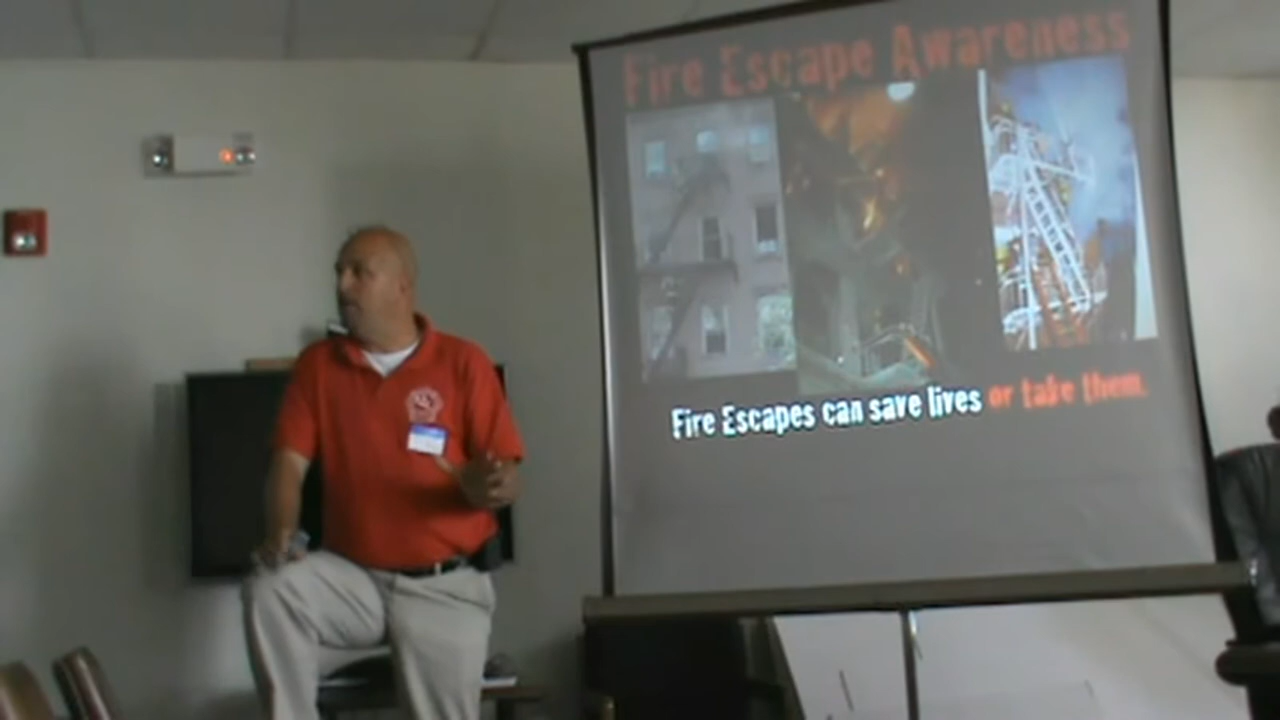 Fire Escape Awareness
Fire Escapes can save lives or take them.